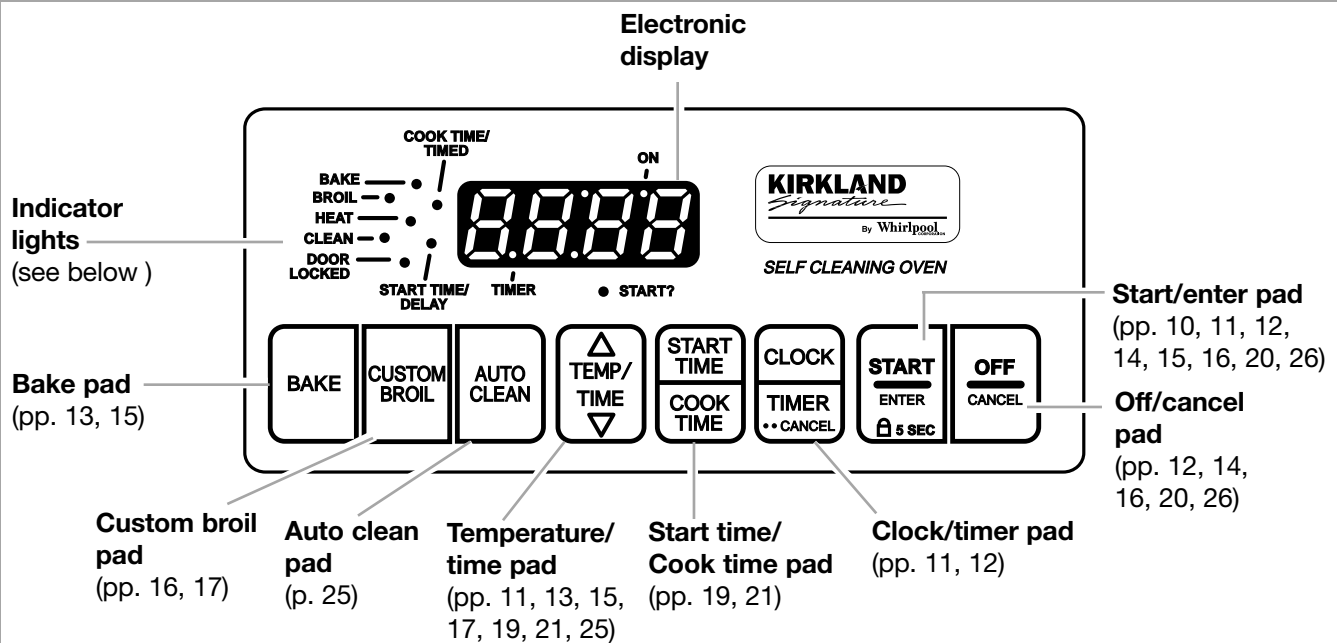 Electronic
display
COOK TIME/
TIMED
ON
BAKE
BROIL
HEAT
CLEAN
DOOR
LOCKED
START TIME/
DELAY
TIMER
START?
KIRKLAND
Signature
By Whirlpool
CORPORATION
SELF CLEANING OVEN
Indicator
lights
(see below )
BAKE
CUSTOM
BROIL
AUTO
CLEAN
TEMP/
TIME
START
TIME
COOK
TIME
CLOCK
TIMER
•• CANCEL
START
ENTER
5 SEC
OFF
CANCEL
Start/enter pad
(pp. 10, 11, 12,
14, 15, 16, 20, 26)
Off/cancel
pad
(pp. 12, 14,
16, 20, 26)
Bake pad
(pp. 13, 15)
Custom broil
pad
(pp. 16, 17)
Auto clean
pad
(p. 25)
Temperature/
time pad
(pp. 11, 13, 15,
17, 19, 21, 25)
Start time/
Cook time pad
(pp. 19, 21)
Clock/timer pad
(pp. 11, 12)